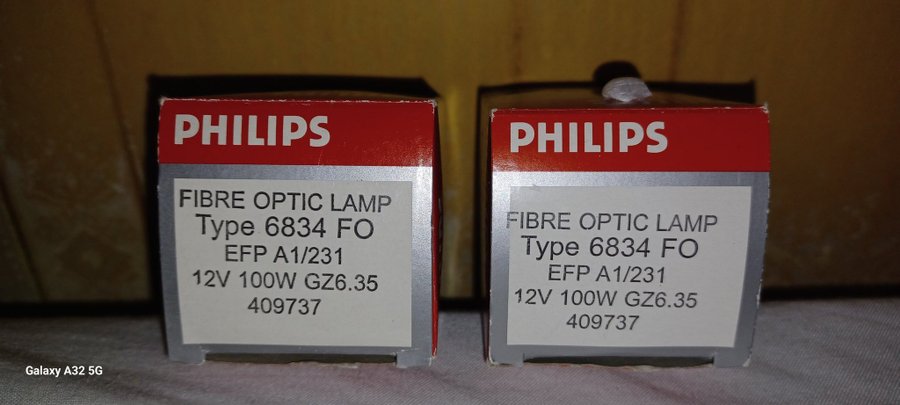 PHILIPS
FIBRE OPTIC LAMP
Type 6834 FO
EFP A1/231
12V 100W GZ6.35
409737
PHILIPS
FIBRE OPTIC LAMP
Type 6834 FO
EFP A1/231
12V 100W GZ6.35
409737
Galaxy A32 5G